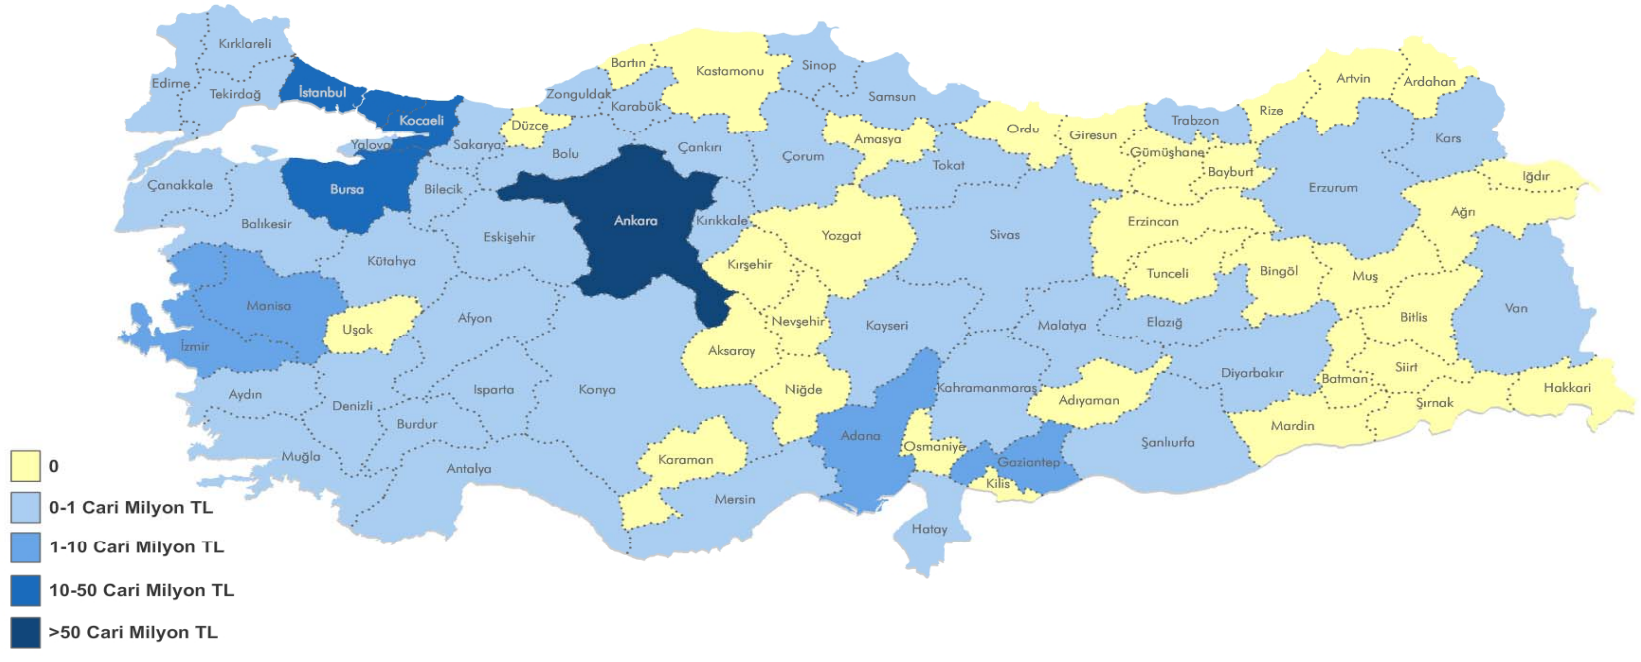 Kırklareli
Edirne
Tekirdağ
İstanbul
Kocaeli
Yalova
Sakarya
Düzce
Bartın
Zonguldak
Karabük
Kastamonu
Sinop
Samsun
Bolu
Çankırı
Çorum
Amasya
Tokat
Ordu
Giresun
Gümüşhane
Trabzon
Bayburt
Rize
Artvin
Ardahan
Kars
Erzurum
Iğdır
Ağrı
Çanakkale
Balıkesir
Bursa
Bilecik
Eskişehir
Kütahya
Ankara
Kırıkkale
Kırşehir
Yozgat
Sivas
Erzincan
Tunceli
Bingöl
Muş
Bitlis
Van
Manisa
İzmir
Uşak
Afyon
Aksaray
Nevşehir
Kayseri
Malatya
Elazığ
Diyarbakır
Batman
Siirt
Şırnak
Hakkari
Mardin
Aydın
Denizli
Isparta
Burdur
Konya
Niğde
Kahramanmaraş
Adıyaman
Şanlıurfa
Muğla
Antalya
Karaman
Mersin
Adana
Osmaniye
Gaziantep
Kilis
Hatay
0
0-1 Cari Milyon TL
1-10 Cari Milyon TL
10-50 Cari Milyon TL
>50 Cari Milyon TL